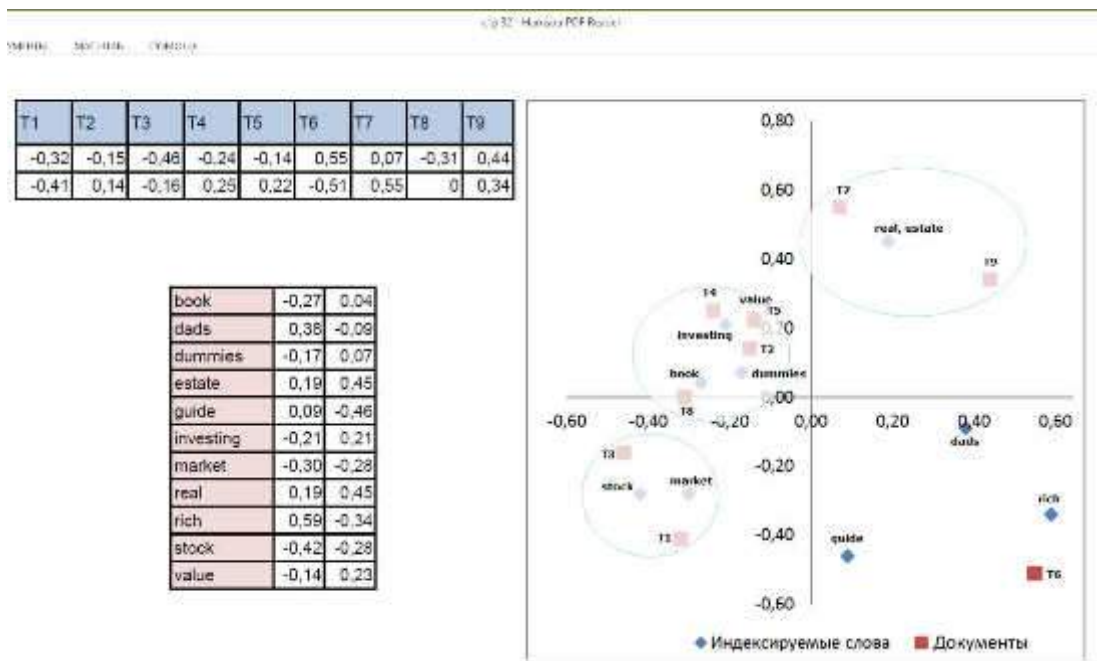 T1 T2 T3 T4 T5 T6 T7 T8 T9
-0,32 -0,15 -0,46 -0,24 -0,14 0,55 0,07 -0,31 0,44
-0,41 0,14 -0,16 0,25 0,22 -0,51 0,55 0 0,34
book -0,27 0,04
dads 0,38 -0,09
dummies -0,17 0,07
estate 0,19 0,45
guide 0,09 -0,46
investing -0,21 0,21
market -0,30 -0,28
real 0,19 0,45
rich 0,59 -0,34
stock -0,42 -0,28
value -0,14 0,23
0,80
T7
0,60
real, estate
0,40
T9
T4 value
T5
investing
T2
book dummies
0,00
T8
-0,60 -0,40 -0,20 0,00 0,20 0,40 0,60
dads
T3
-0,20
stock market
rich
T1
-0,40
guide
T6
-0,60
Индексируемые слова Документы